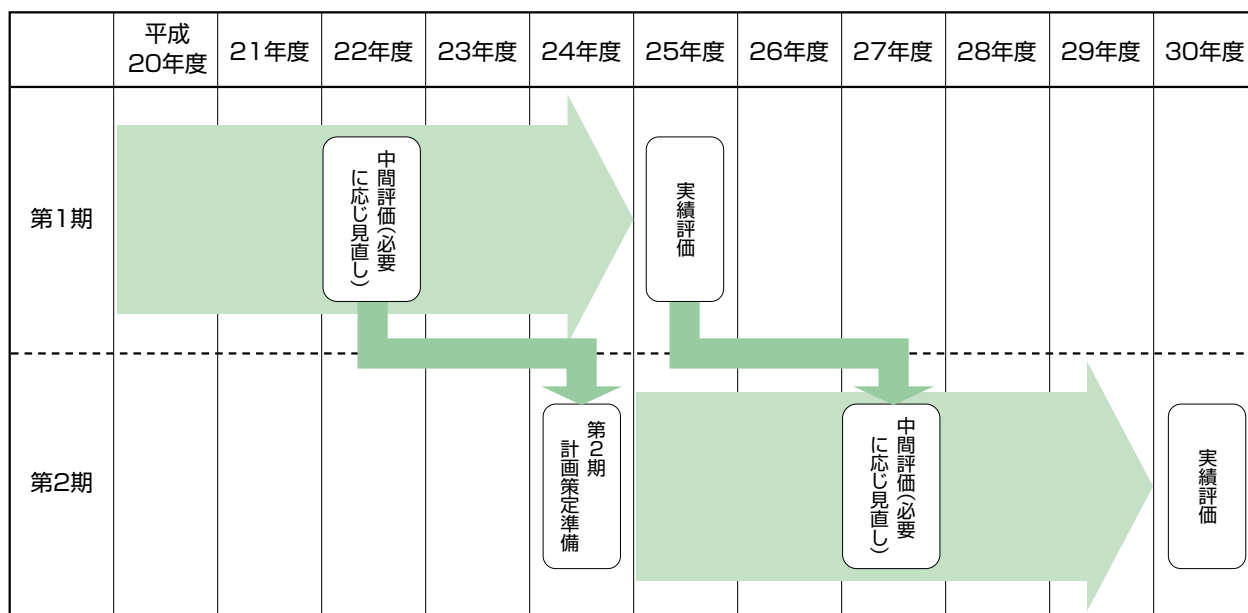 平成
20年度
21年度
22年度
23年度
24年度
25年度
26年度
27年度
28年度
29年度
30年度
第1期
中間評価(必要
に応じ見直し)
実績評価
第2期
第2期
計画策定準備
中間評価(必要
に応じ見直し)
実績評価